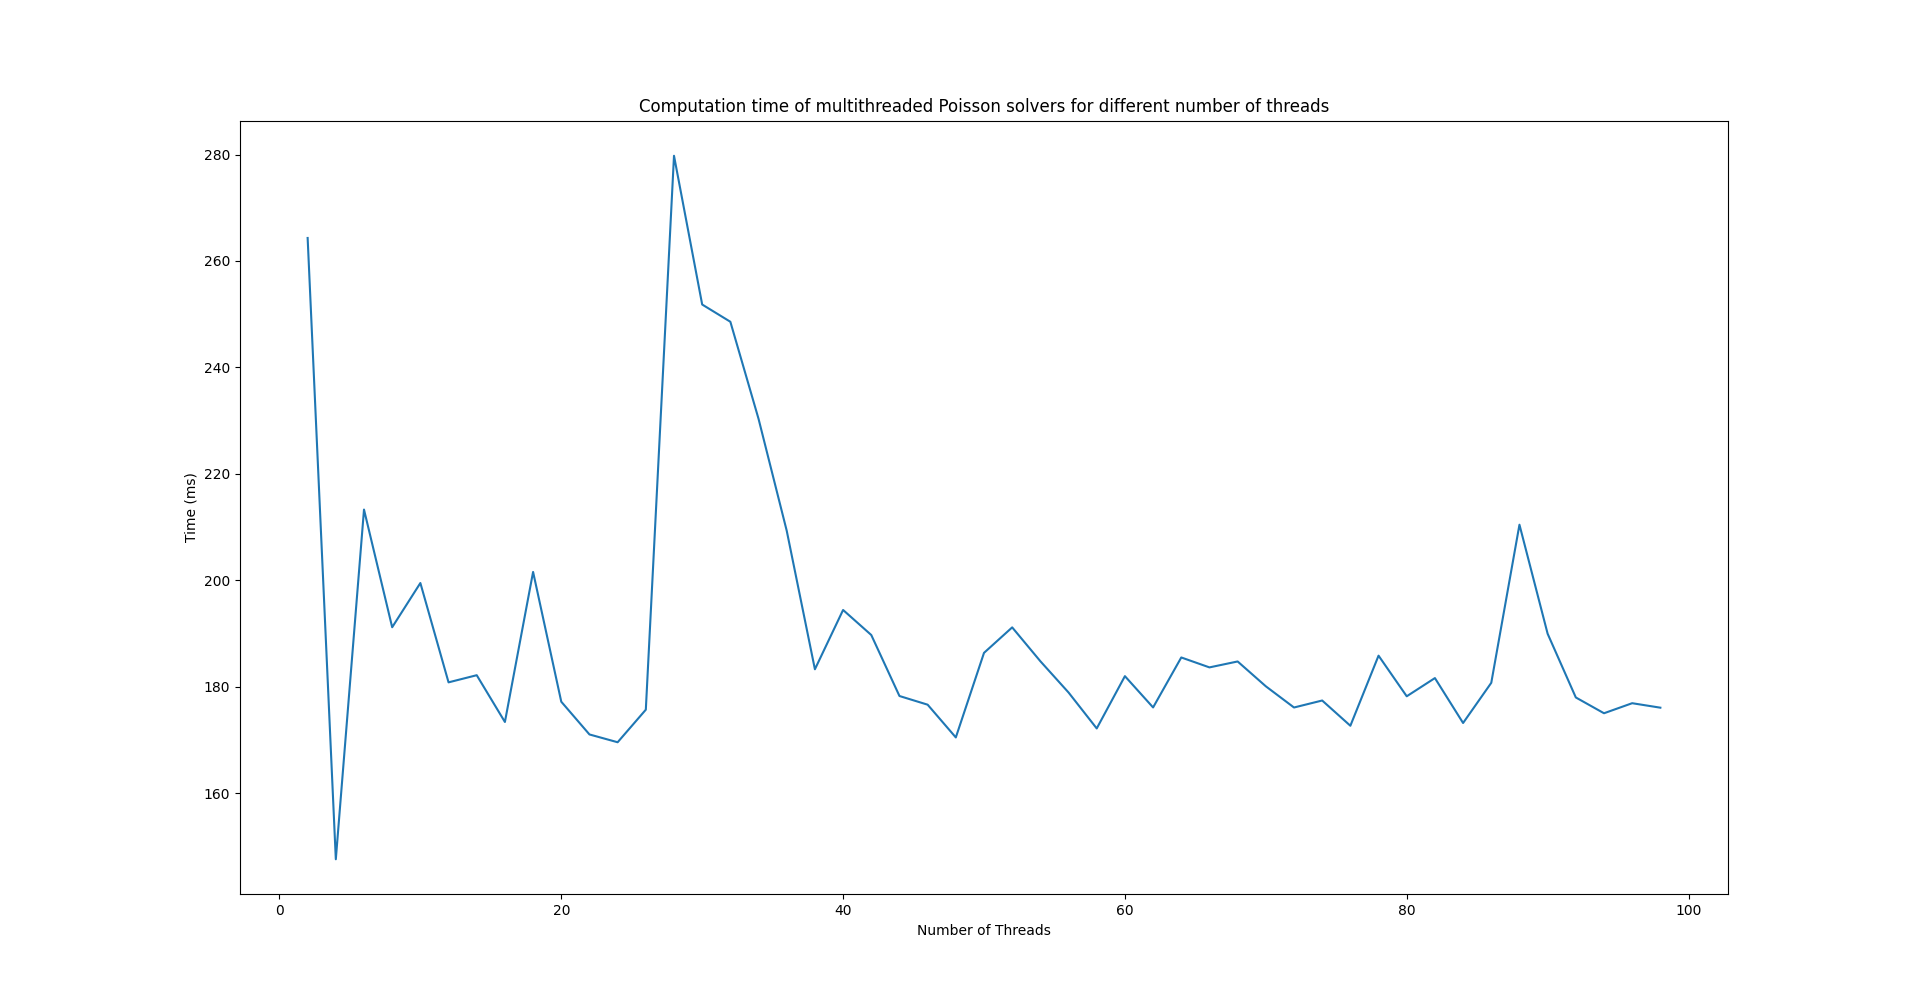 Computation time of multithreaded Poisson solvers for different number of threads
280
260
240
220
200
180
160
Time (ms)
0 20 40 60 80 100
Number of Threads